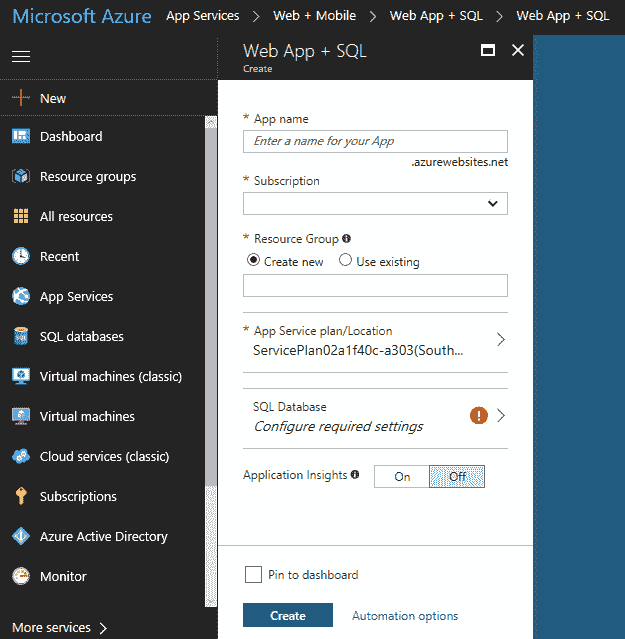 Microsoft Azure App Services > Web + Mobile > Web App + SQL > Web App + SQL
New
Dashboard
Resource groups
All resources
Recent
App Services
SQL databases
Virtual machines (classic)
Virtual machines
Cloud services (classic)
Subscriptions
Azure Active Directory
Monitor
More services >
Web App + SQL
Create
* App name
Enter a name for your App
.azurewebsites.net
* Subscription
* Resource Group
Create new Use existing
* App Service plan/Location
ServicePlan02a1f40c-a303(South...
SQL Database
Configure required settings
Application Insights On Off
Pin to dashboard
Create Automation options